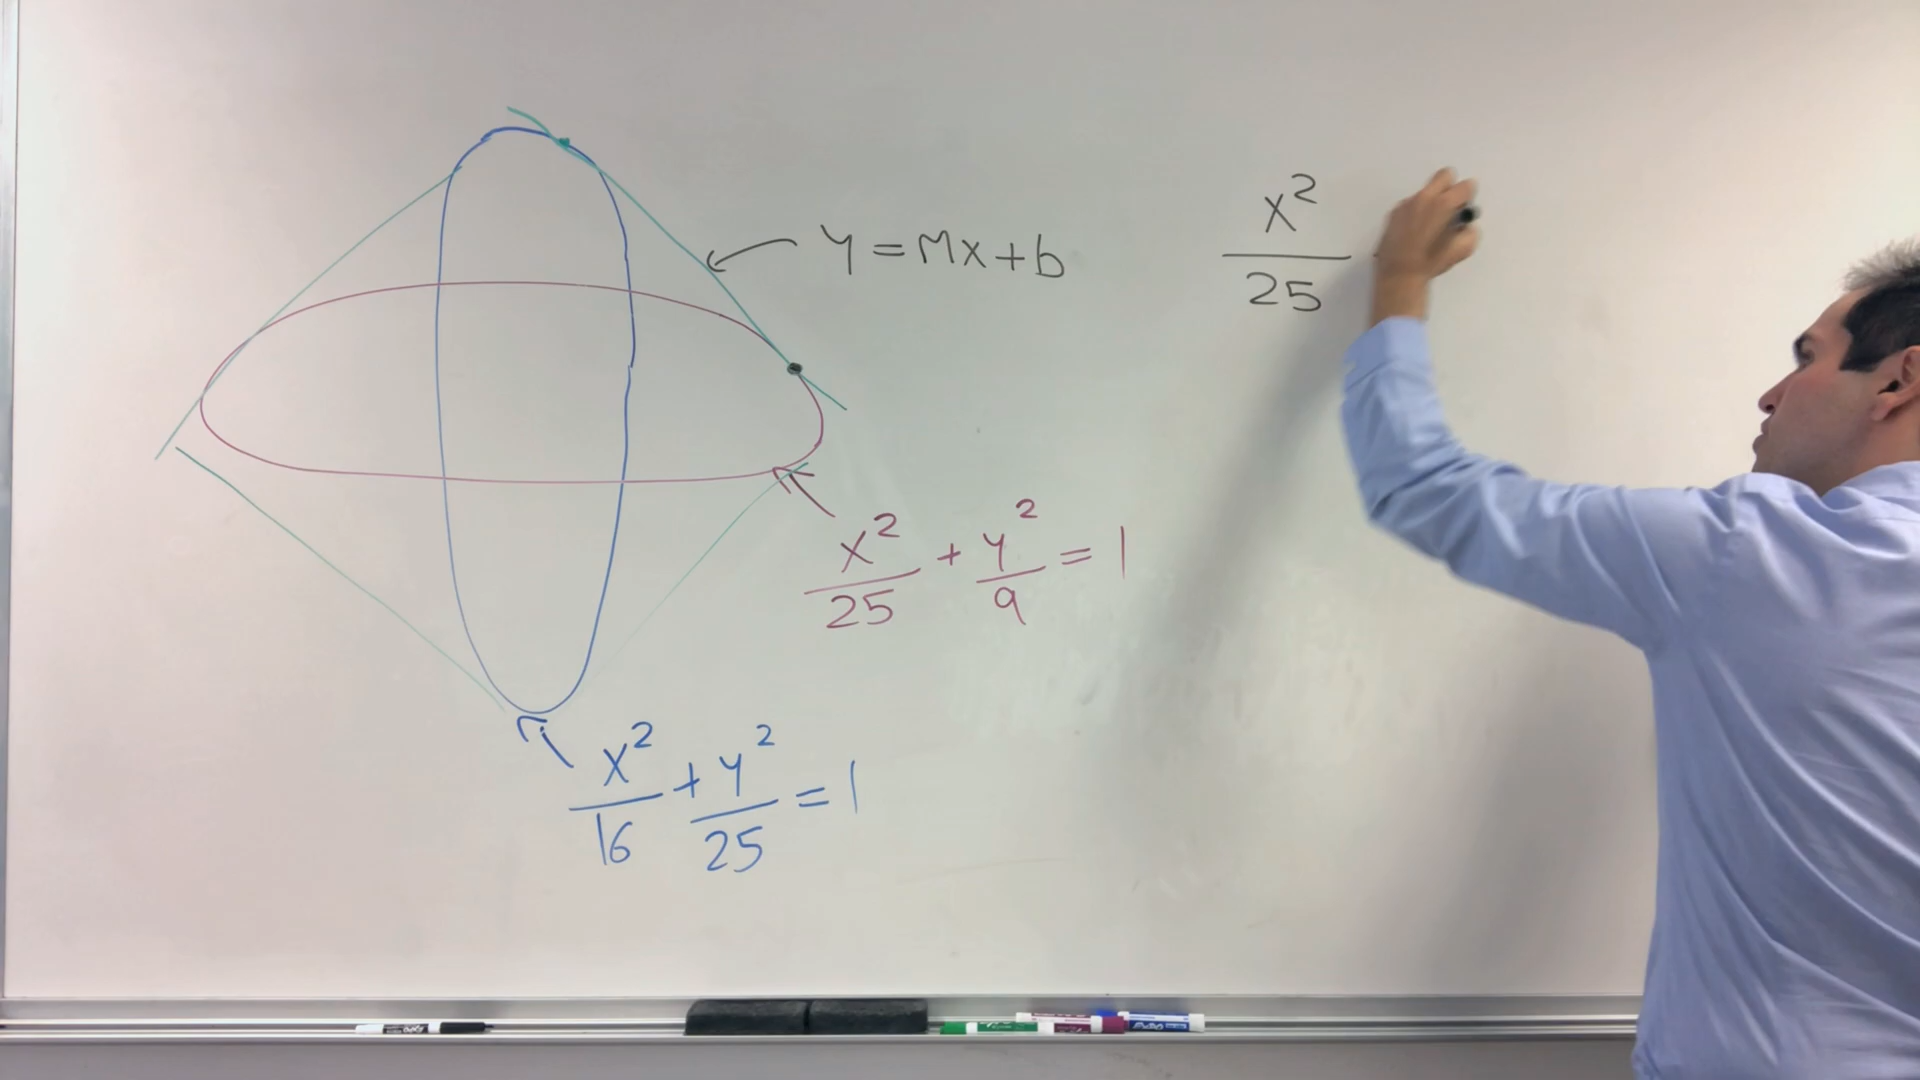 y = mx + b
x²/25
x²/25 + y²/9 = 1
x²/16 + y²/25 = 1